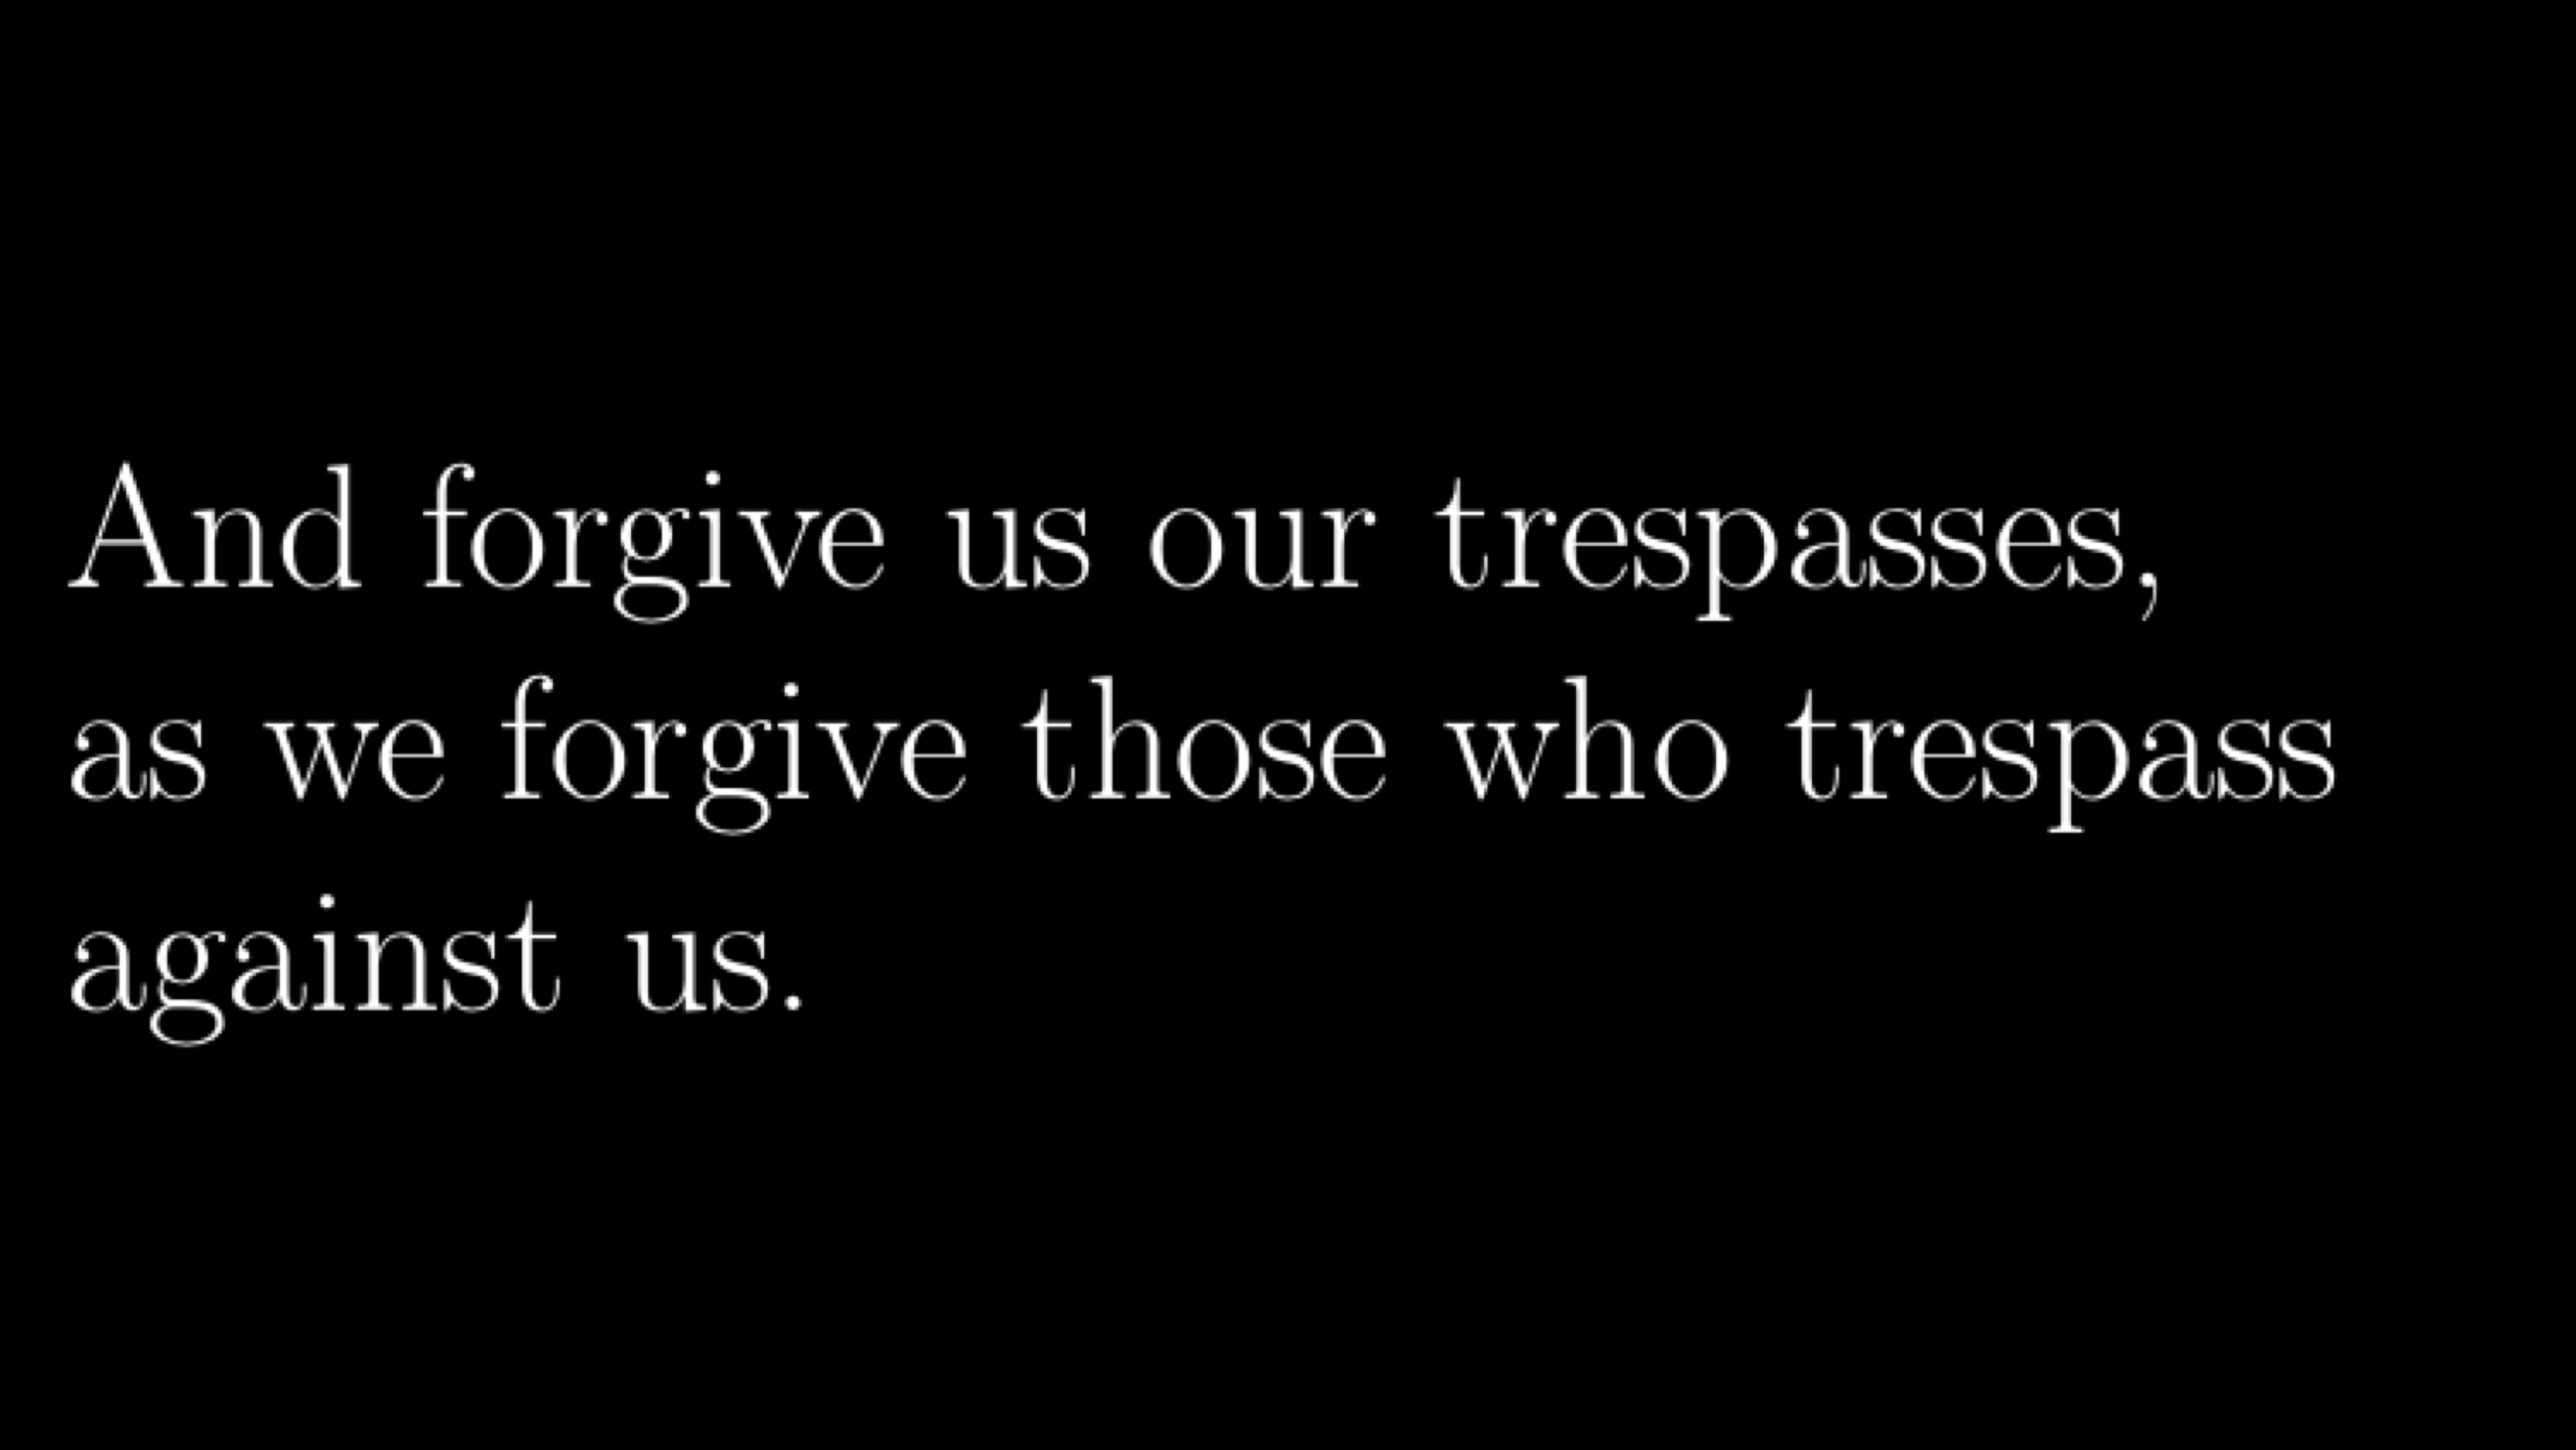 And forgive us our trespasses,
as we forgive those who trespass
against us.